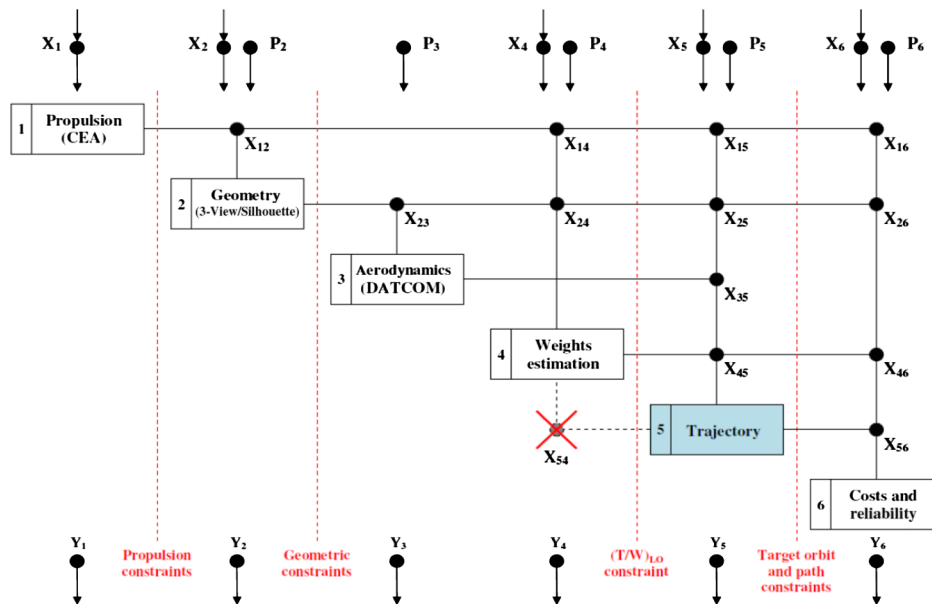 X1 X2 P2 P3 X4 P4 X5 P5 X6 P6
1 Propulsion
(CEA)
X12 X14 X15 X16
2 Geometry
(3-View/Silhouette)
X23 X24 X25 X26
3 Aerodynamics
(DATCOM)
X35
4 Weights
estimation
X45 X46
5 Trajectory
X54 X56
6 Costs and
reliability
Y1 Y2 Y3 Y4 Y5 Y6
Propulsion
constraints
Geometric
constraints
(T/W)LO
constraint
Target orbit
and path
constraints